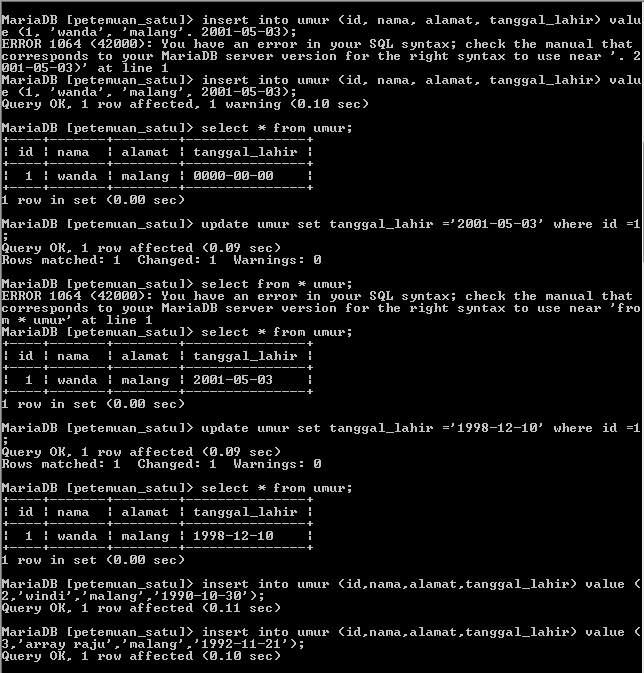 MariaDB [petemuan_satu]> insert into umur (id, nama, alamat, tanggal_lahir) valu
e (1, 'wanda', 'malang'. 2001-05-03);
ERROR 1064 (42000): You have an error in your SQL syntax; check the manual that
corresponds to your MariaDB server version for the right syntax to use near '. 2
001-05-03)' at line 1
MariaDB [petemuan_satu]> insert into umur (id, nama, alamat, tanggal_lahir) valu
e (1, 'wanda', 'malang', 2001-05-03);
Query OK, 1 row affected, 1 warning (0.10 sec)

MariaDB [petemuan_satu]> select * from umur;
+----+-------+--------+---------------+
| id | nama  | alamat | tanggal_lahir |
+----+-------+--------+---------------+
|  1 | wanda | malang | 0000-00-00    |
+----+-------+--------+---------------+
1 row in set (0.00 sec)

MariaDB [petemuan_satu]> update umur set tanggal_lahir ='2001-05-03' where id =1
;
Query OK, 1 row affected (0.09 sec)
Rows matched: 1  Changed: 1  Warnings: 0

MariaDB [petemuan_satu]> select from * umur;
ERROR 1064 (42000): You have an error in your SQL syntax; check the manual that
corresponds to your MariaDB server version for the right syntax to use near 'fro
m * umur' at line 1
MariaDB [petemuan_satu]> select * from umur;
+----+-------+--------+---------------+
| id | nama  | alamat | tanggal_lahir |
+----+-------+--------+---------------+
|  1 | wanda | malang | 2001-05-03    |
+----+-------+--------+---------------+
1 row in set (0.00 sec)

MariaDB [petemuan_satu]> update umur set tanggal_lahir ='1998-12-10' where id =1
;
Query OK, 1 row affected (0.09 sec)
Rows matched: 1  Changed: 1  Warnings: 0

MariaDB [petemuan_satu]> select * from umur;
+----+-------+--------+---------------+
| id | nama  | alamat | tanggal_lahir |
+----+-------+--------+---------------+
|  1 | wanda | malang | 1998-12-10    |
+----+-------+--------+---------------+
1 row in set (0.00 sec)

MariaDB [petemuan_satu]> insert into umur (id,nama,alamat,tanggal_lahir) value (
2,'windi','malang','1990-10-30');
Query OK, 1 row affected (0.11 sec)

MariaDB [petemuan_satu]> insert into umur (id,nama,alamat,tanggal_lahir) value (
3,'array raju','malang','1992-11-21');
Query OK, 1 row affected (0.10 sec)